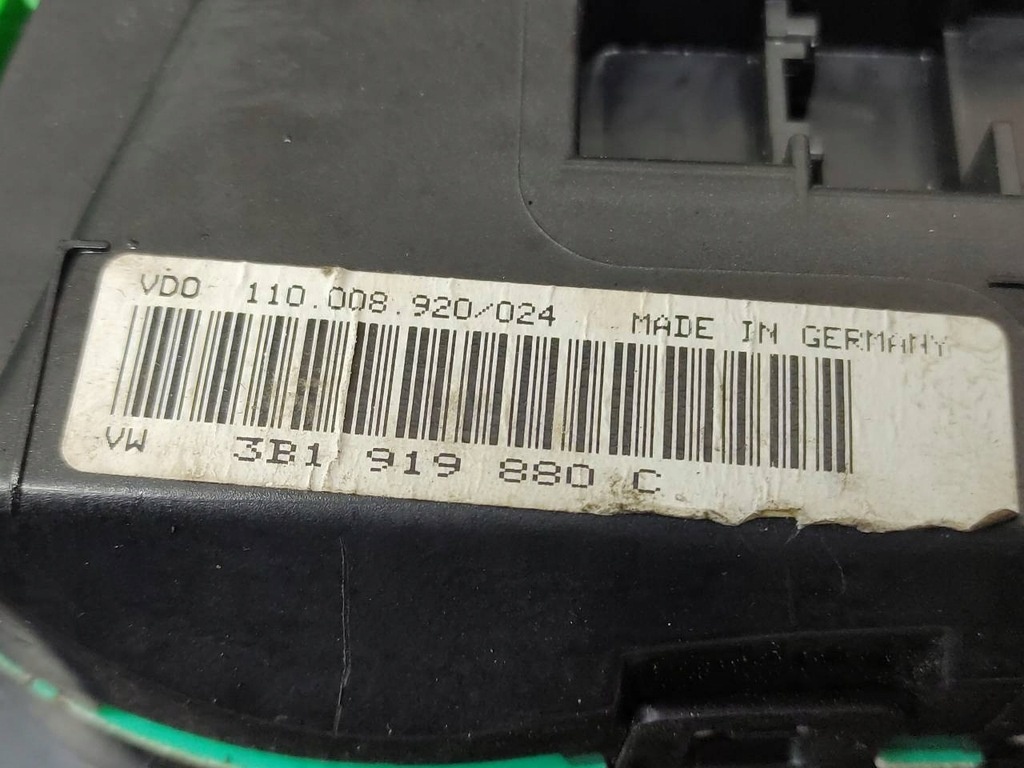 VDO 110.008.920/024 MADE IN GERMANY
VW 3B1 919 880 C